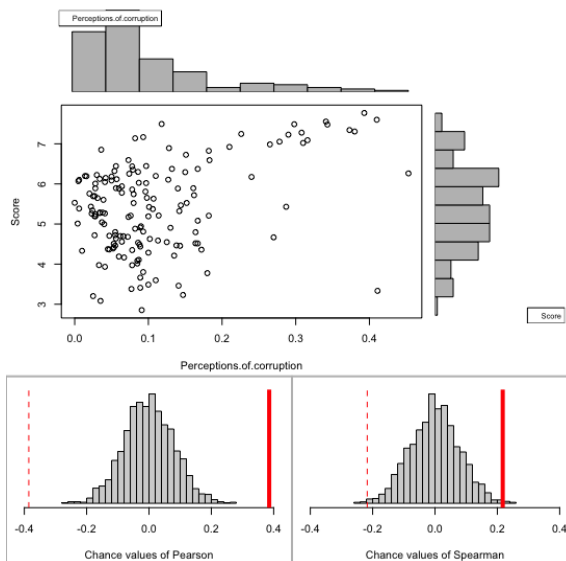 Perceptions.of.corruption
Score
7
6
5
4
3
0.0 0.1 0.2 0.3 0.4
Perceptions.of.corruption
Score
-0.4 -0.2 0.0 0.2 0.4
Chance values of Pearson
-0.4 -0.2 0.0 0.2 0.4
Chance values of Spearman